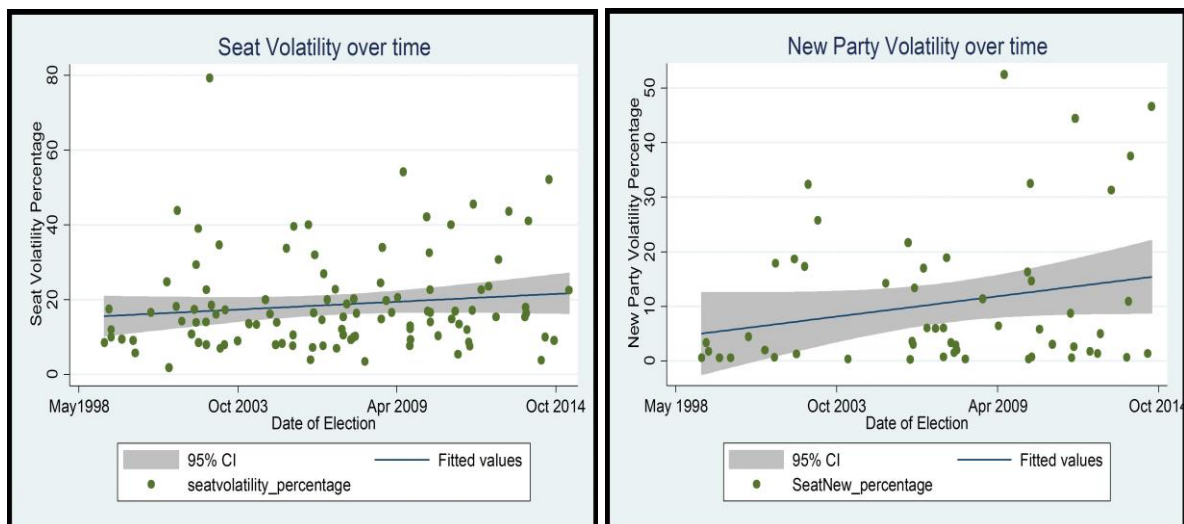 Seat Volatility over time
Seat Volatility Percentage
80
60
40
20
0
May1998
Oct 2003
Apr 2009
Oct 2014
Date of Election
95% CI
Fitted values
seatvolatility_percentage
New Party Volatility over time
New Party Volatility Percentage
50
40
30
20
10
0
May 1998
Oct 2003
Apr 2009
Oct 2014
Date of Election
95% CI
Fitted values
SeatNew_percentage